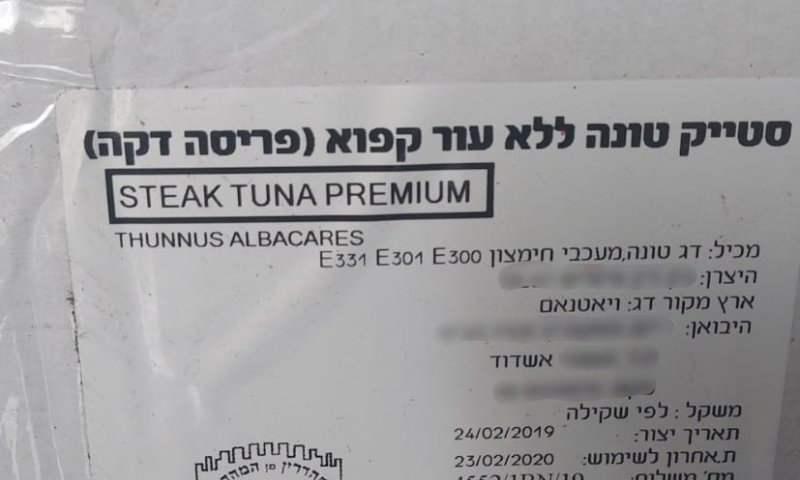 סטייק טונה ללא עור קפוא (פריסה דקה)
STEAK TUNA PREMIUM
THUNNUS ALBACARES
מכיל: דג טונה,מעכבי חימצון E300 E301 E331
היצרן:
ארץ מקור דג: ויאטנאם
היבואן:
אשדוד
משקל : לפי שקילה
תאריך יצור: 24/02/2019
ת.אחרון לשימוש: 23/02/2020
מס' משלוח: